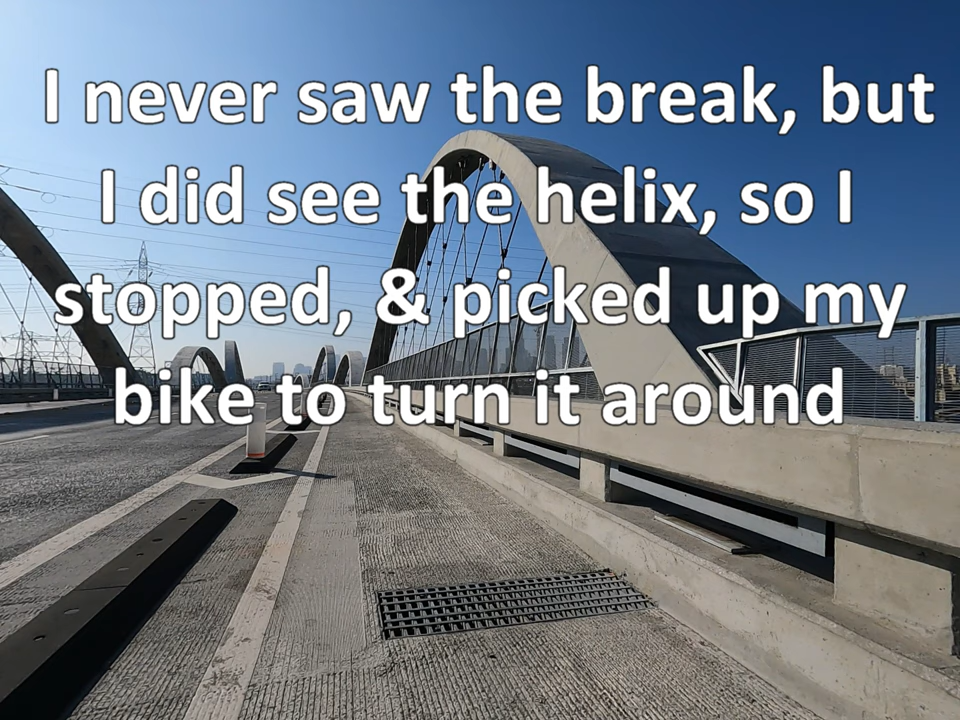 I never saw the break, but
I did see the helix, so I
stopped, & picked up my
bike to turn it around